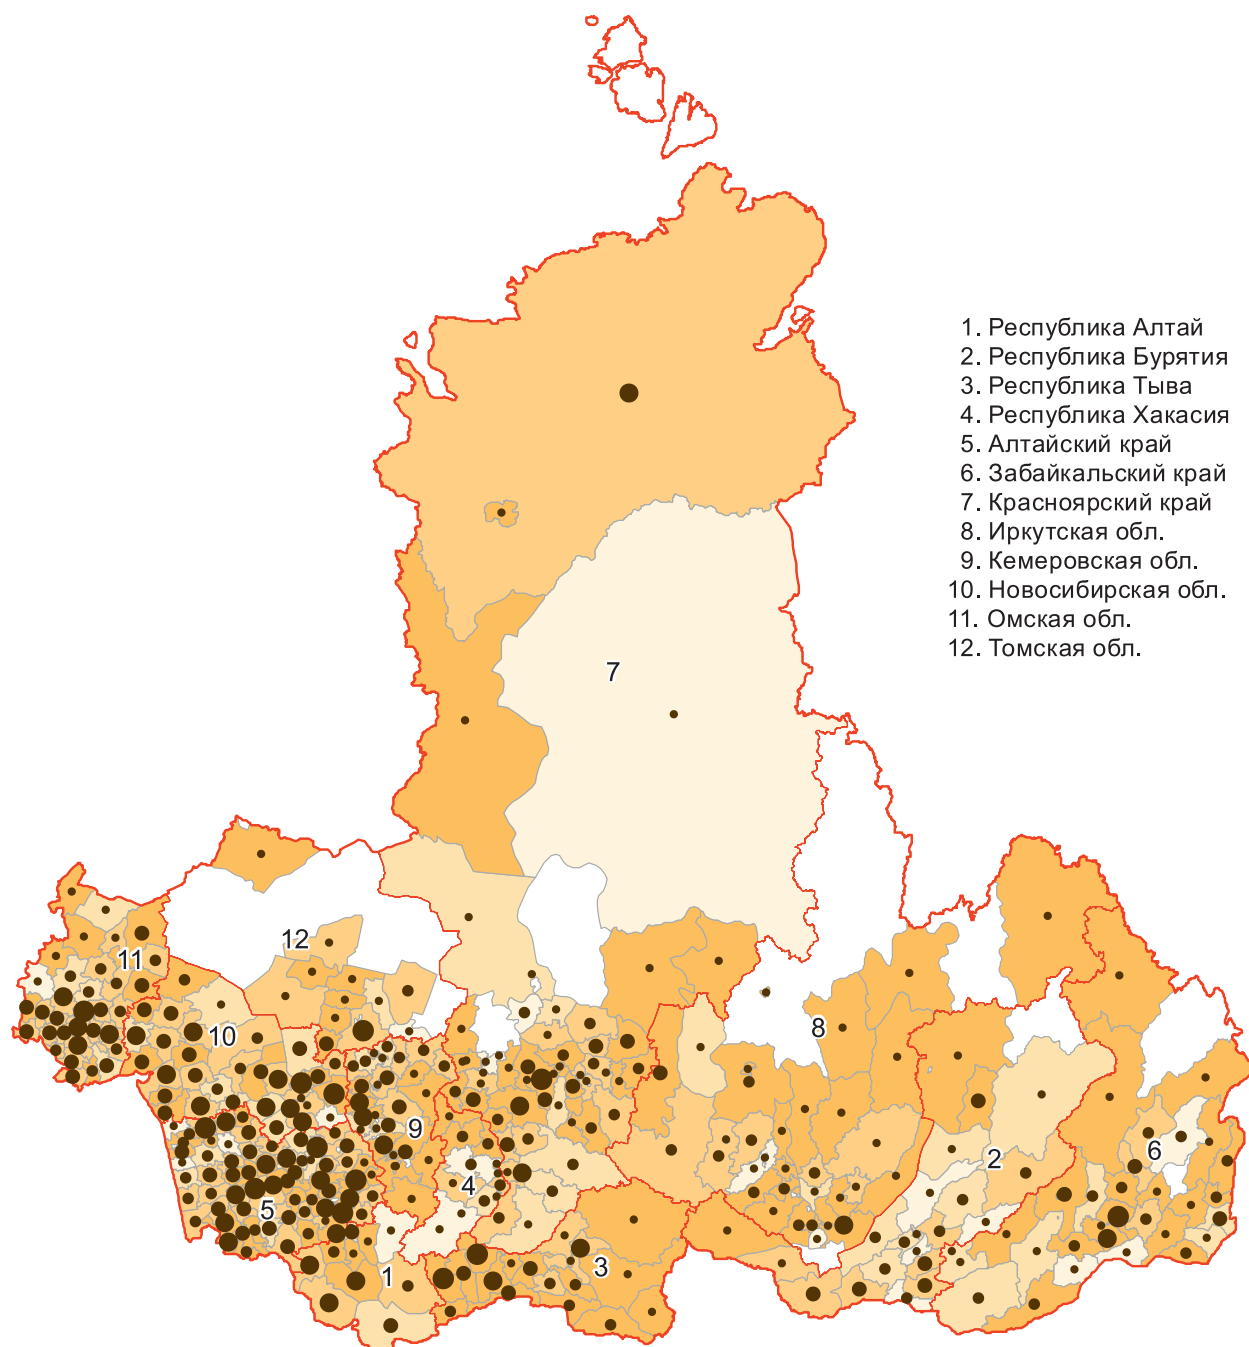 1. Республика Алтай
2. Республика Бурятия
3. Республика Тыва
4. Республика Хакасия
5. Алтайский край
6. Забайкальский край
7. Красноярский край
8. Иркутская обл.
9. Кемеровская обл.
10. Новосибирская обл.
11. Омская обл.
12. Томская обл.
7
12
11
10
8
9
6
2
4
5
3
1